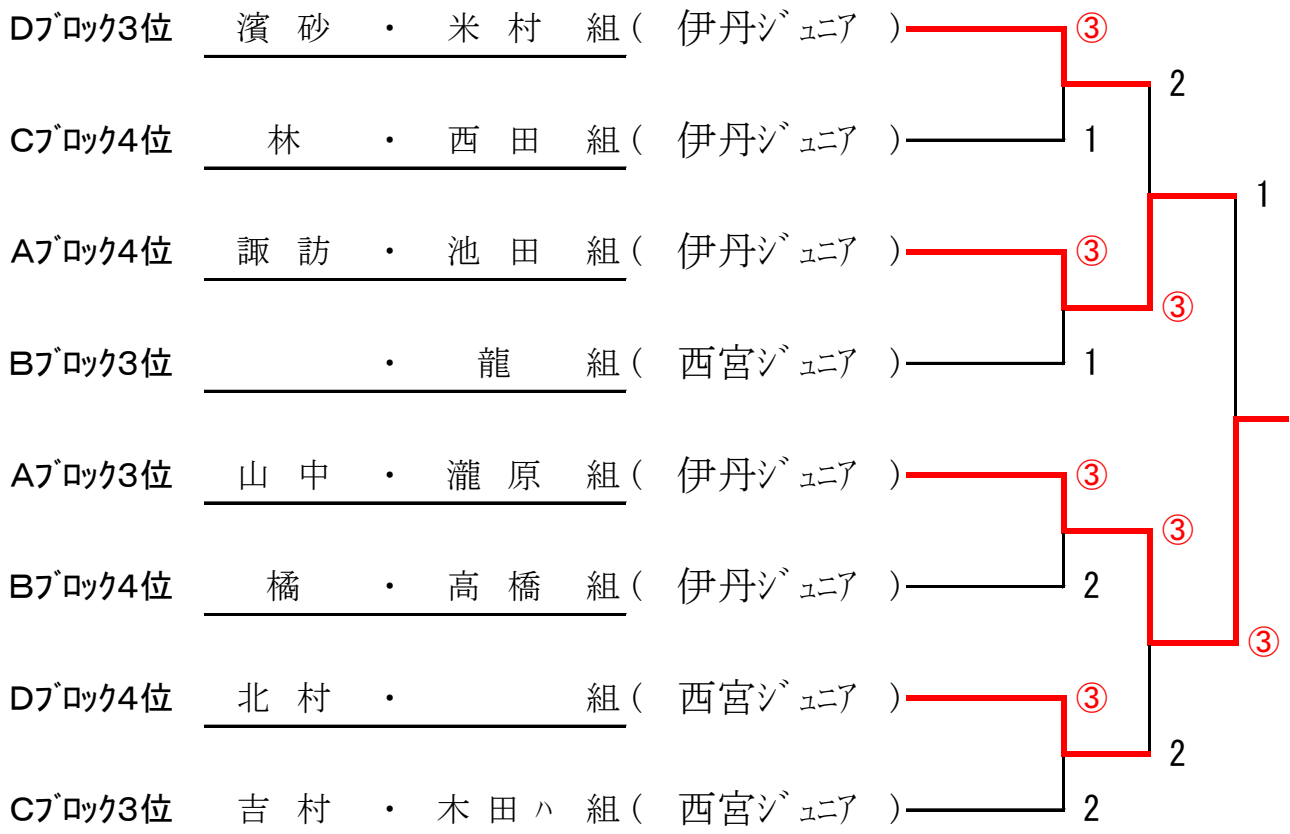 Dブロック3位 濱砂 ・ 米村 組( 伊丹ジュニア ) ③
2
Cブロック4位 林 ・ 西田 組( 伊丹ジュニア ) 1
1
Aブロック4位 諏訪 ・ 池田 組( 伊丹ジュニア ) ③
③
Bブロック3位 ・ 龍 組( 西宮ジュニア ) 1
Aブロック3位 山中 ・ 瀧原 組( 伊丹ジュニア ) ③
③
Bブロック4位 橘 ・ 高橋 組( 伊丹ジュニア ) 2
③
Dブロック4位 北村 ・ 組( 西宮ジュニア ) ③
2
Cブロック3位 吉村 ・ 木田ハ 組( 西宮ジュニア ) 2